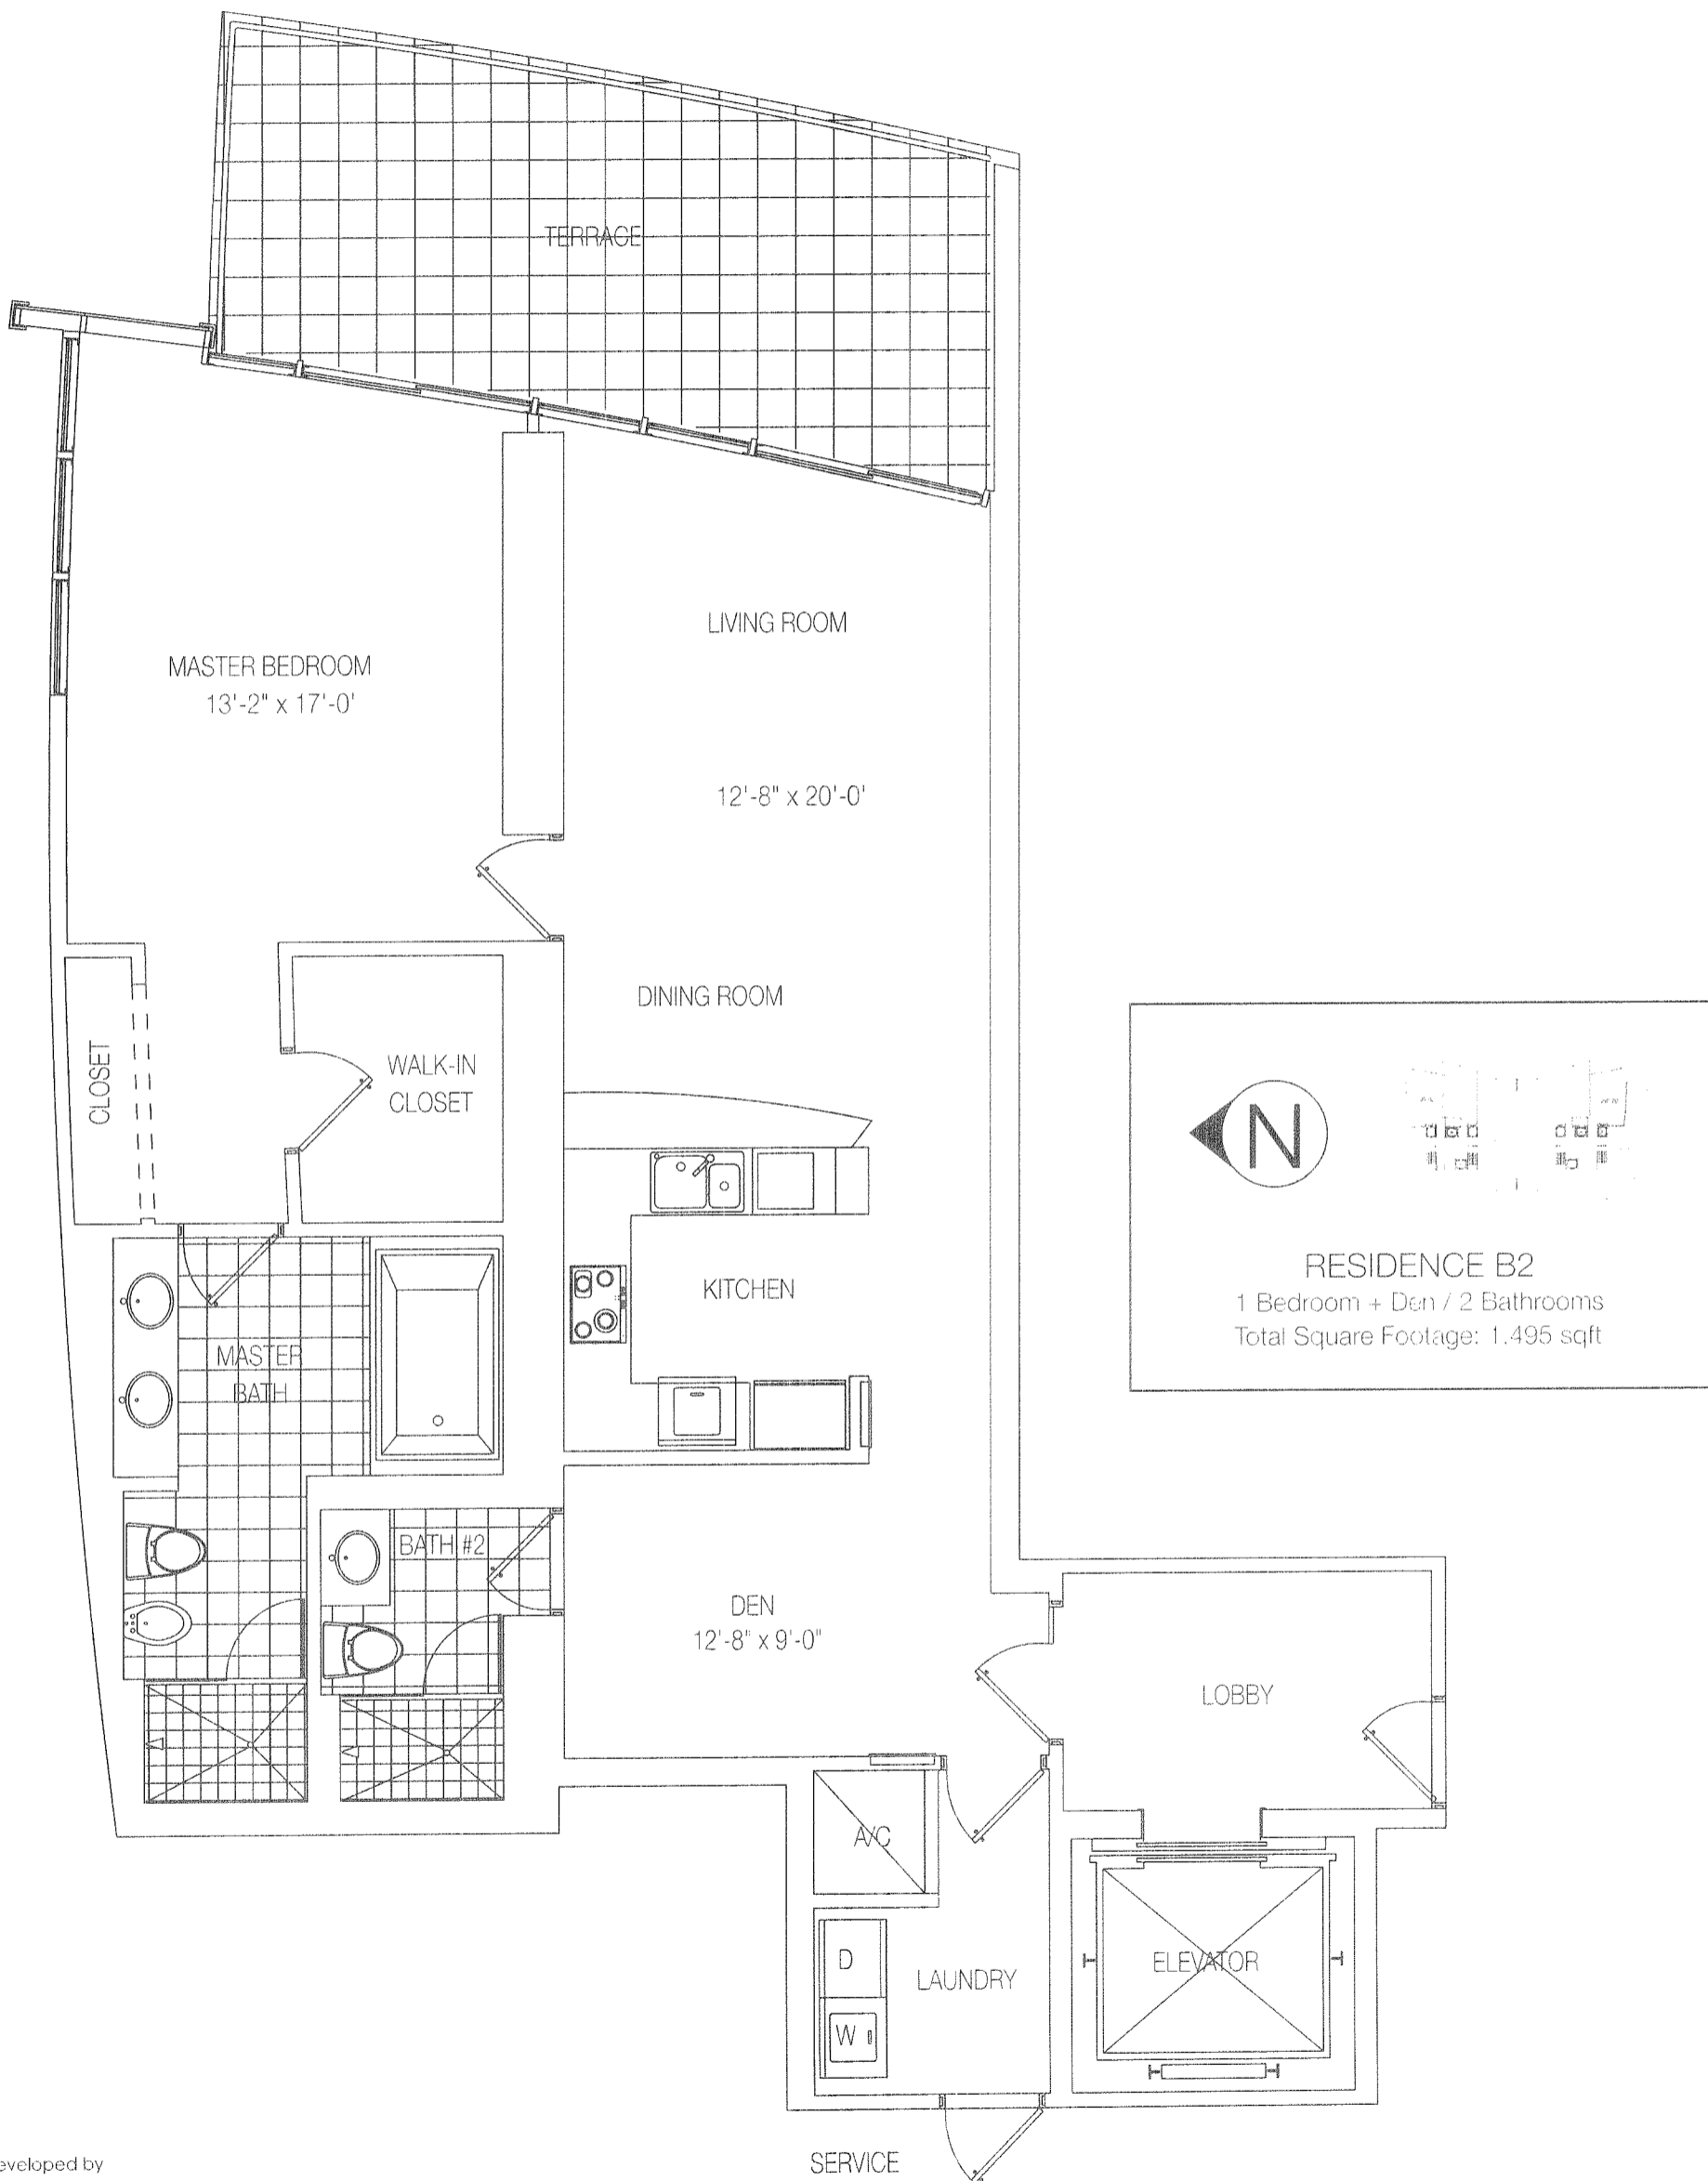 TERRACE
LIVING ROOM
MASTER BEDROOM
13'-2" x 17'-0'
12'-8" x 20'-0'
DINING ROOM
CLOSET
WALK-IN
CLOSET
N
KITCHEN
RESIDENCE B2
1 Bedroom + Den / 2 Bathrooms
Total Square Footage: 1.495 sqft
MASTER
BATH
BATH #2
DEN
12'-8" x 9'-0"
LOBBY
A/C
D
LAUNDRY
ELEVATOR
W
SERVICE
eveloped by